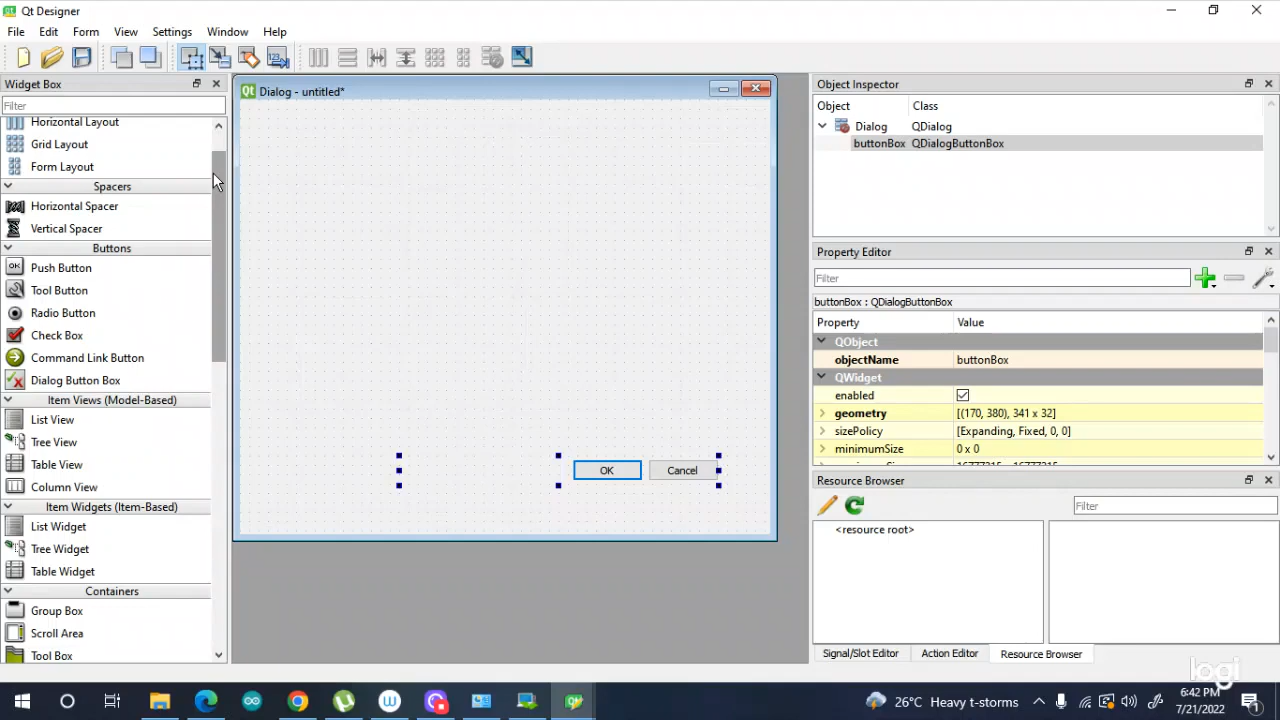 Qt Designer
File Edit Form View Settings Window Help
Widget Box
Filter
Horizontal Layout
Grid Layout
Form Layout
Spacers
Horizontal Spacer
Vertical Spacer
Buttons
Push Button
Tool Button
Radio Button
Check Box
Command Link Button
Dialog Button Box
Item Views (Model-Based)
List View
Tree View
Table View
Column View
Item Widgets (Item-Based)
List Widget
Tree Widget
Table Widget
Containers
Group Box
Scroll Area
Tool Box
Dialog - untitled*
OK Cancel
Object Inspector
Object Class
Dialog QDialog
buttonBox QDialogButtonBox
Property Editor
Filter
buttonBox : QDialogButtonBox
Property Value
QObject
objectName buttonBox
QWidget
enabled
geometry [(170, 380), 341 x 32]
sizePolicy [Expanding, Fixed, 0, 0]
minimumSize 0 x 0
Resource Browser
Filter
<resource root>
Signal/Slot Editor Action Editor Resource Browser
logi
26°C Heavy t-storms
6:42 PM
7/21/2022